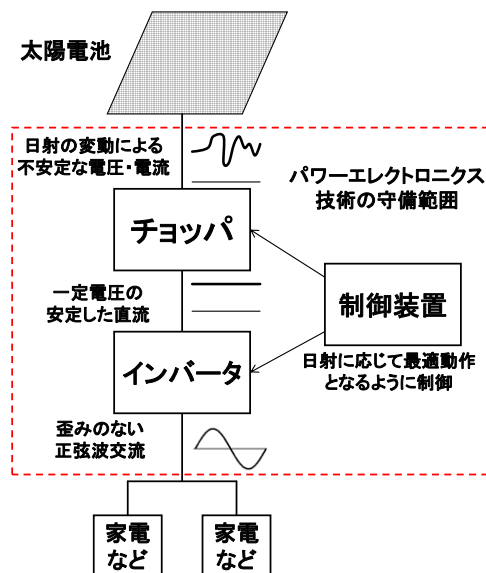 太陽電池
日射の変動による
不安定な電圧・電流
パワーエレクトロニクス
技術の守備範囲
チョッパ
一定電圧の
安定した直流
制御装置
インバータ
日射に応じて最適動作
となるように制御
歪みのない
正弦波交流
家電
など
家電
など